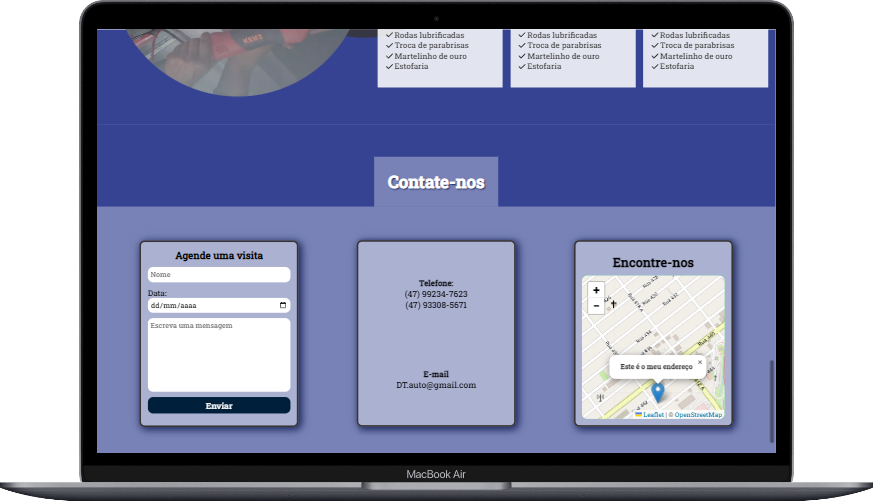 Rodas lubrificadas
Troca de parabrisas
Martelinho de ouro
Estofaria
Rodas lubrificadas
Troca de parabrisas
Martelinho de ouro
Estofaria
Rodas lubrificadas
Troca de parabrisas
Martelinho de ouro
Estofaria
Contate-nos
Agende uma visita
Nome
Data:
dd/mm/aaaa
Escreva uma mensagem
Enviar
Telefone:
(47) 99234-7623
(47) 93308-5671
E-mail
DT.auto@gmail.com
Encontre-nos
+
−
Este é o meu endereço
×
Leaflet | © OpenStreetMap
MacBook Air